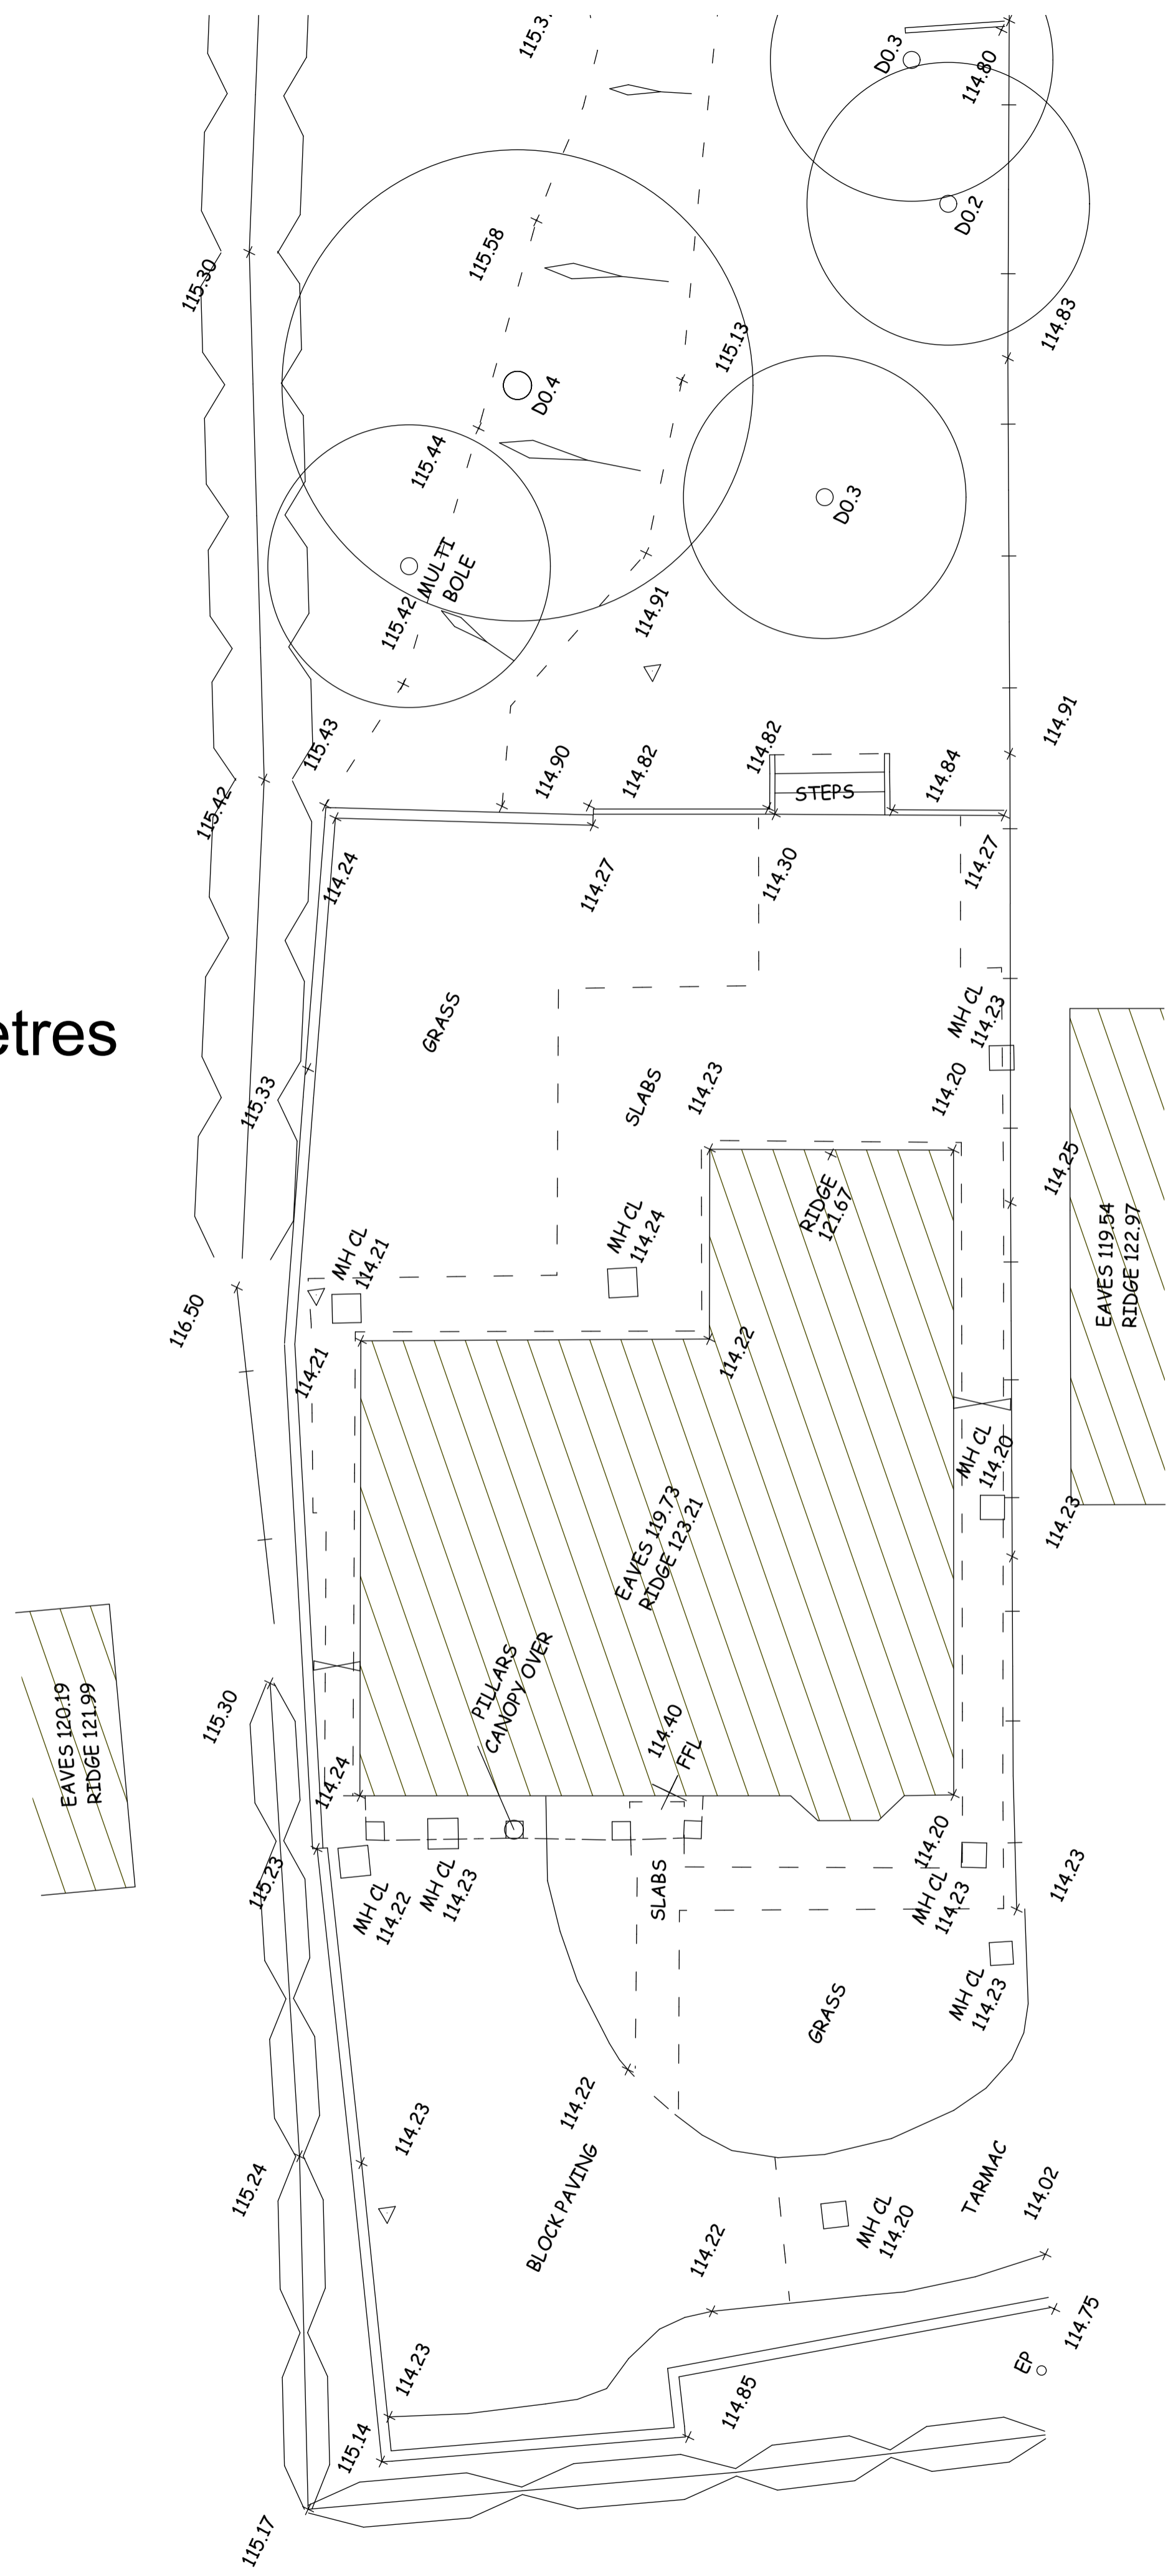 115.3
D0.3
114.80
D0.2
115.58
115.30
114.83
115.13
D0.4
115.44
D0.3
MULTI
BOLE
115.42
114.91
115.43
114.91
114.90
114.82
114.82
114.84
STEPS
115.42
114.24
114.27
114.30
114.27
GRASS
MH CL
114.23
etres
SLABS
114.23
114.20
115.33
114.25
RIDGE
121.67
MH CL
114.21
MH CL
114.24
EAVES 119.54
RIDGE 122.97
116.50
114.21
114.22
MH CL
114.20
114.23
EAVES 119.73
RIDGE 123.21
PILLARS
CANOPY OVER
EAVES 120.19
RIDGE 121.99
115.30
114.40
FFL
114.24
114.20
115.23
MH CL
114.22
MH CL
114.23
SLABS
MH CL
114.23
114.23
GRASS
MH CL
114.23
114.22
114.23
115.24
BLOCK PAVING
TARMAC
114.02
MH CL
114.20
114.22
114.75
EP
114.23
114.85
115.14
115.17